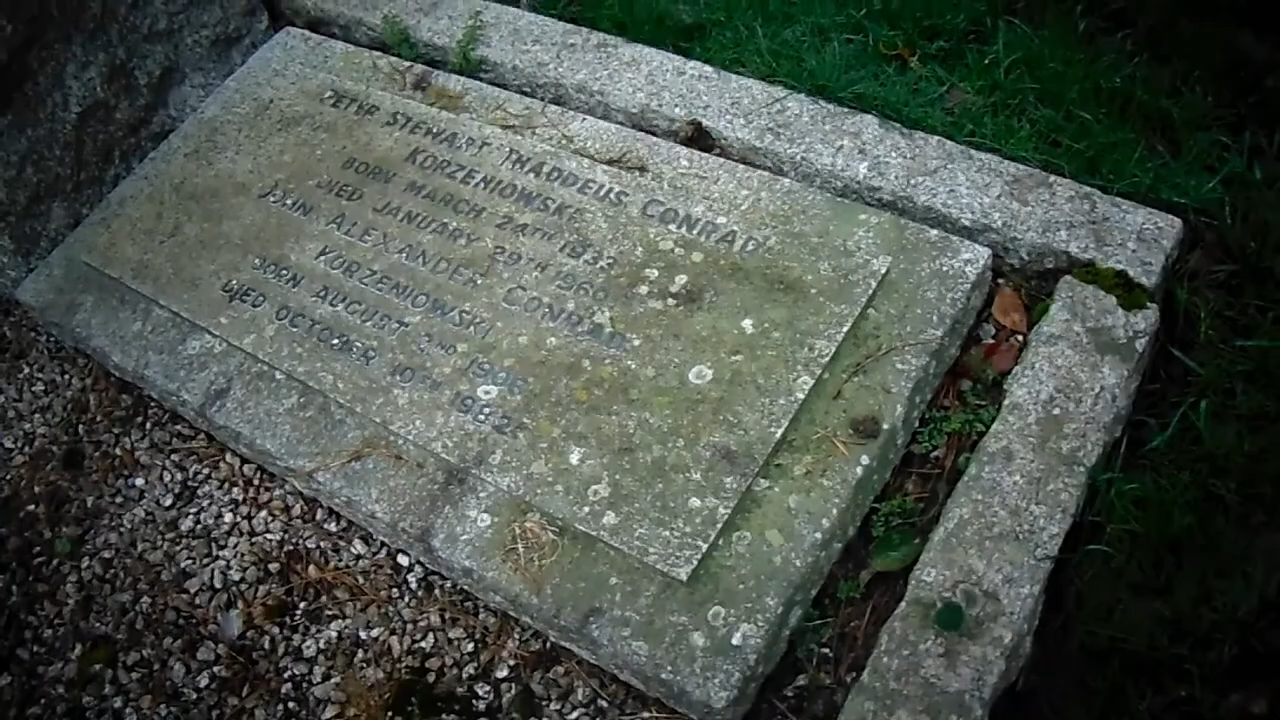 PETER STEWART THADDEUS CONRAD
KORZENIOWSKI
BORN MARCH 24TH 1932
DIED JANUARY 29TH 1960
JOHN ALEXANDER CONRAD
KORZENIOWSKI
BORN AUGUST 2ND 1906
DIED OCTOBER 10TH
1982